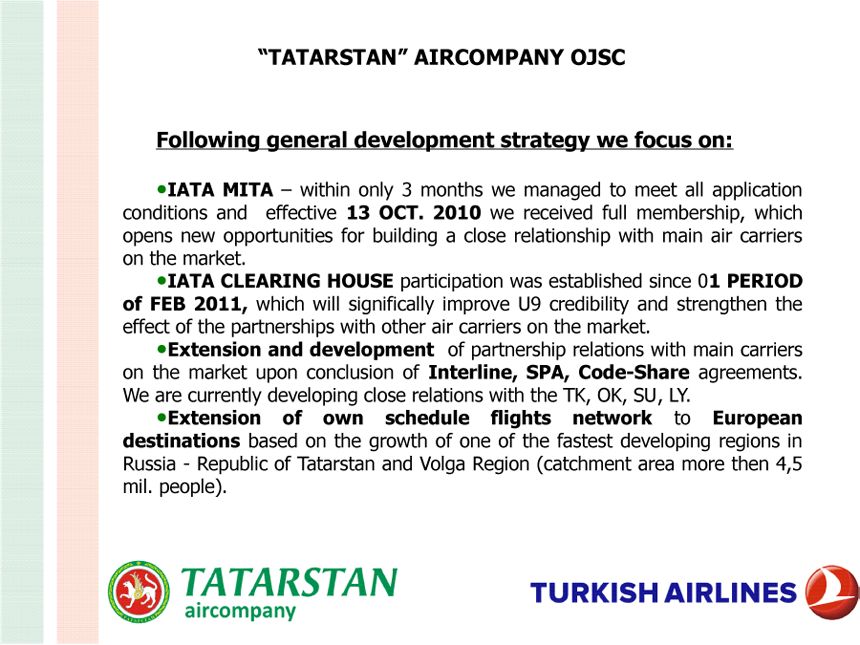 “TATARSTAN” AIRCOMPANY OJSC
Following general development strategy we focus on:
•IATA MITA – within only 3 months we managed to meet all application
conditions and effective 13 OCT. 2010 we received full membership, which
opens new opportunities for building a close relationship with main air carriers
on the market.
•IATA CLEARING HOUSE participation was established since 01 PERIOD
of FEB 2011, which will significally improve U9 credibility and strengthen the
effect of the partnerships with other air carriers on the market.
•Extension and development of partnership relations with main carriers
on the market upon conclusion of Interline, SPA, Code-Share agreements.
We are currently developing close relations with the TK, OK, SU, LY.
•Extension of own schedule flights network to European
destinations based on the growth of one of the fastest developing regions in
Russia - Republic of Tatarstan and Volga Region (catchment area more then 4,5
mil. people).
TATARSTAN
aircompany
TURKISH AIRLINES